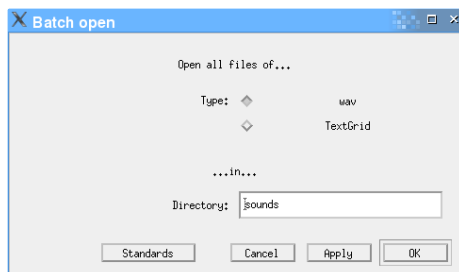 Batch open
Open all files of...
Type: wav
TextGrid
...in...
Directory: sounds
Standards Cancel Apply OK